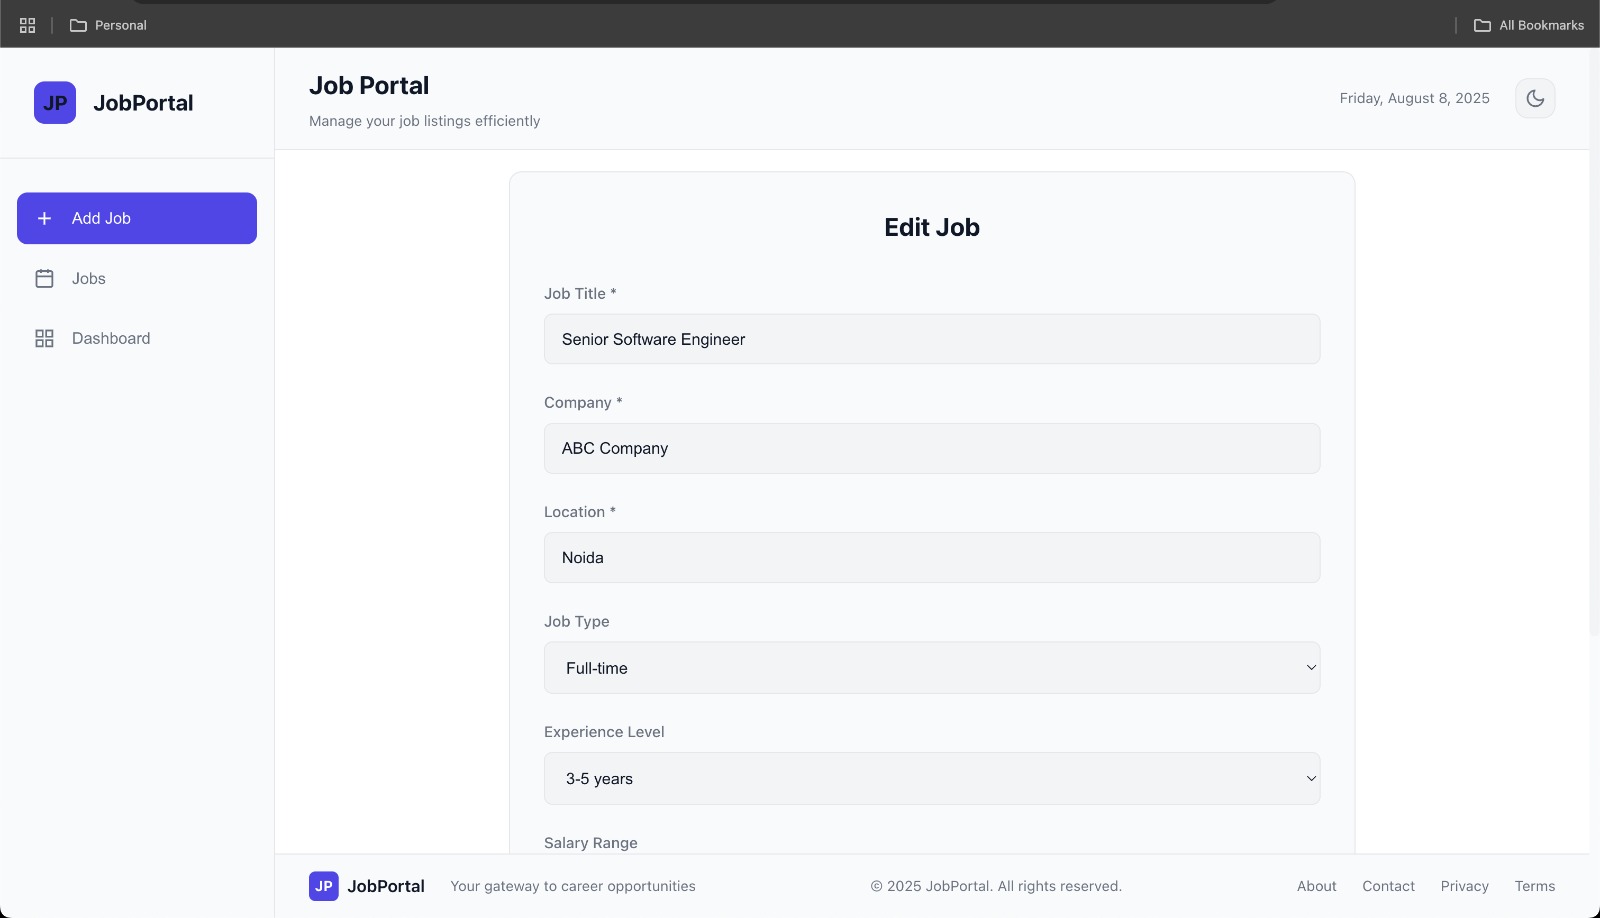 Personal
All Bookmarks
JP
JobPortal
Add Job
Jobs
Dashboard
Job Portal
Manage your job listings efficiently
Friday, August 8, 2025
Edit Job
Job Title *
Senior Software Engineer
Company *
ABC Company
Location *
Noida
Job Type
Full-time
Experience Level
3-5 years
Salary Range
JP
JobPortal
Your gateway to career opportunities
© 2025 JobPortal. All rights reserved.
About
Contact
Privacy
Terms